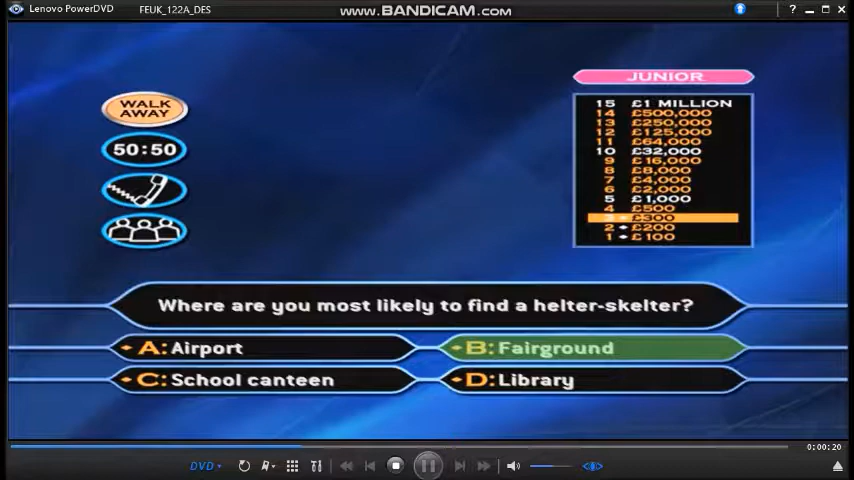 Lenovo PowerDVD
FEUK_122A_DES
www.BANDICAM.com
?
JUNIOR
WALK
AWAY
50:50
15 £1 MILLION
14 £500,000
13 £250,000
12 £125,000
11 £64,000
10 £32,000
9 £16,000
8 £8,000
7 £4,000
6 £2,000
5 £1,000
4 £500
3 £300
2 £200
1 £100
Where are you most likely to find a helter-skelter?
A: Airport
B: Fairground
C: School canteen
D: Library
0:00:20
DVD